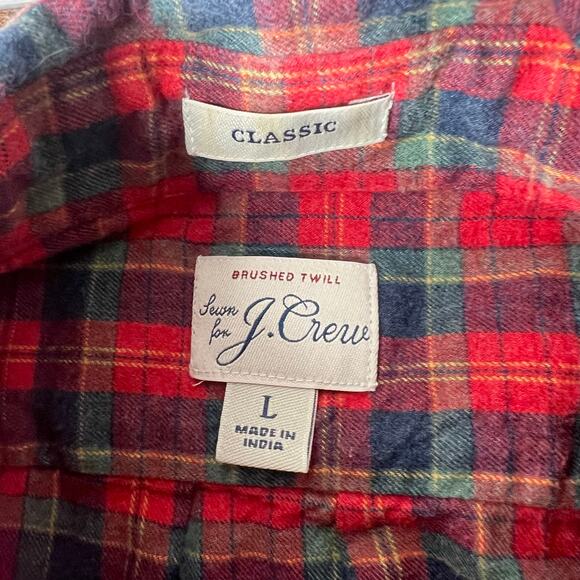 CLASSIC
BRUSHED TWILL
Sewn
for
J.Crew
L
MADE IN
INDIA